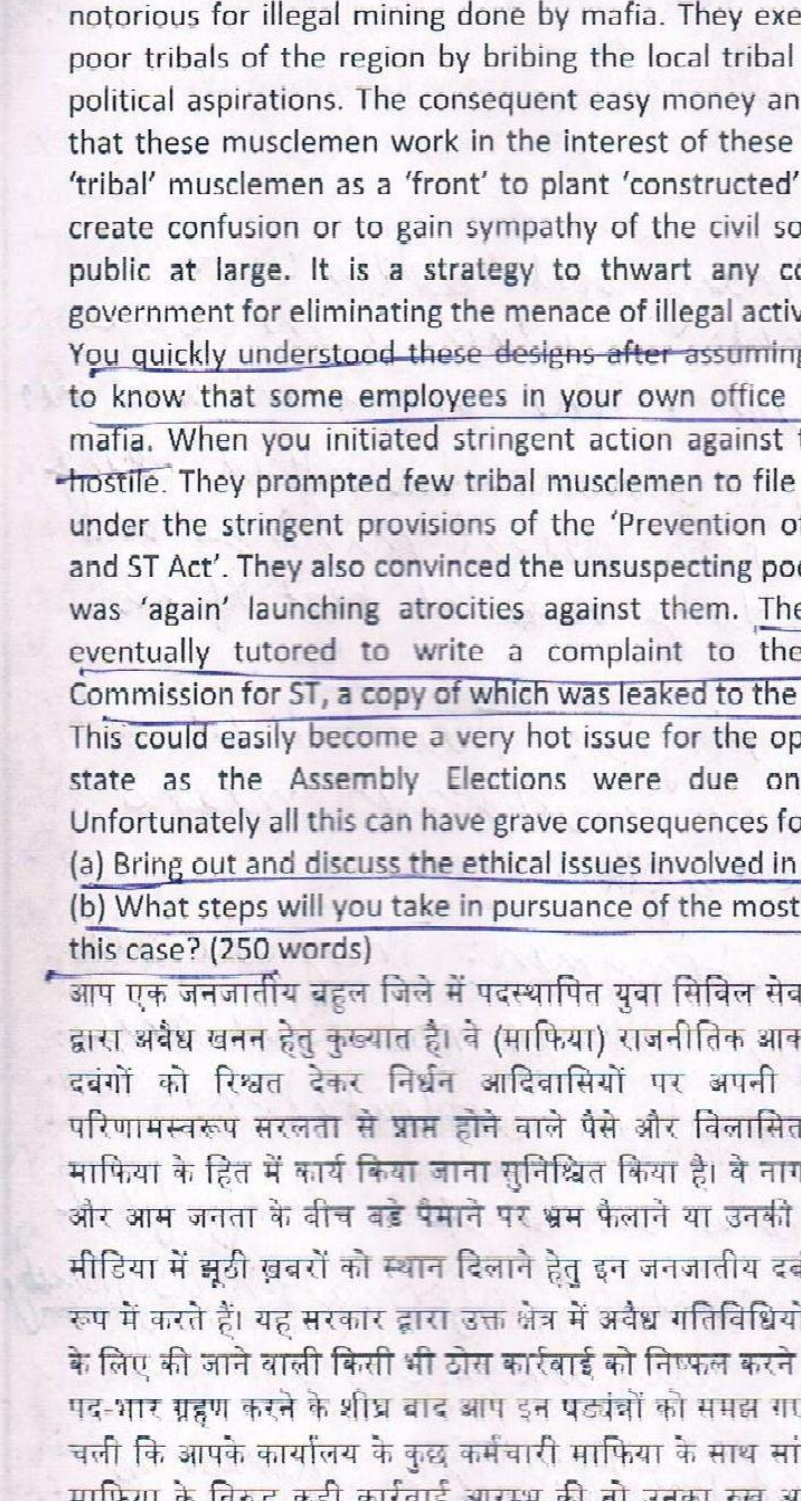 notorious for illegal mining done by mafia. They exe
poor tribals of the region by bribing the local tribal
political aspirations. The consequent easy money an
that these musclemen work in the interest of these
‘tribal’ musclemen as a ‘front’ to plant ‘constructed’
create confusion or to gain sympathy of the civil so
public at large. It is a strategy to thwart any co
government for eliminating the menace of illegal activ
You quickly understood these designs after assuming
to know that some employees in your own office
mafia. When you initiated stringent action against t
hostile. They prompted few tribal musclemen to file
under the stringent provisions of the ‘Prevention of
and ST Act’. They also convinced the unsuspecting poo
was ‘again’ launching atrocities against them. The
eventually tutored to write a complaint to the
Commission for ST, a copy of which was leaked to the
This could easily become a very hot issue for the op
state as the Assembly Elections were due on
Unfortunately all this can have grave consequences fo
(a) Bring out and discuss the ethical issues involved in
(b) What steps will you take in pursuance of the most
this case? (250 words)
आप एक जनजातीय बहुल जिले में पदस्थापित युवा सिविल सेव
द्वारा अवैध खनन हेतु कुख्यात है। वे (माफिया) राजनीतिक आक
दबंगों को रिश्वत देकर निर्धन आदिवासियों पर अपनी
परिणामस्वरूप सरलता से प्राप्त होने वाले पैसे और विलासित
माफिया के हित में कार्य किया जाना सुनिश्चित किया है। वे नाग
और आम जनता के बीच बड़े पैमाने पर भ्रम फैलाने या उनकी
मीडिया में झूठी ख़बरों को स्थान दिलाने हेतु इन जनजातीय दब
रूप में करते हैं। यह सरकार द्वारा उक्त क्षेत्र में अवैध गतिविधियो
के लिए की जाने वाली किसी भी ठोस कार्रवाई को निष्फल करने
पद-भार ग्रहण करने के शीघ्र बाद आप इन षड्यंत्रों को समझ गए
चली कि आपके कार्यालय के कुछ कर्मचारी माफिया के साथ सां
माफिया के विरुद्ध कड़ी कार्रवाई आरम्भ की तो उनका रुख